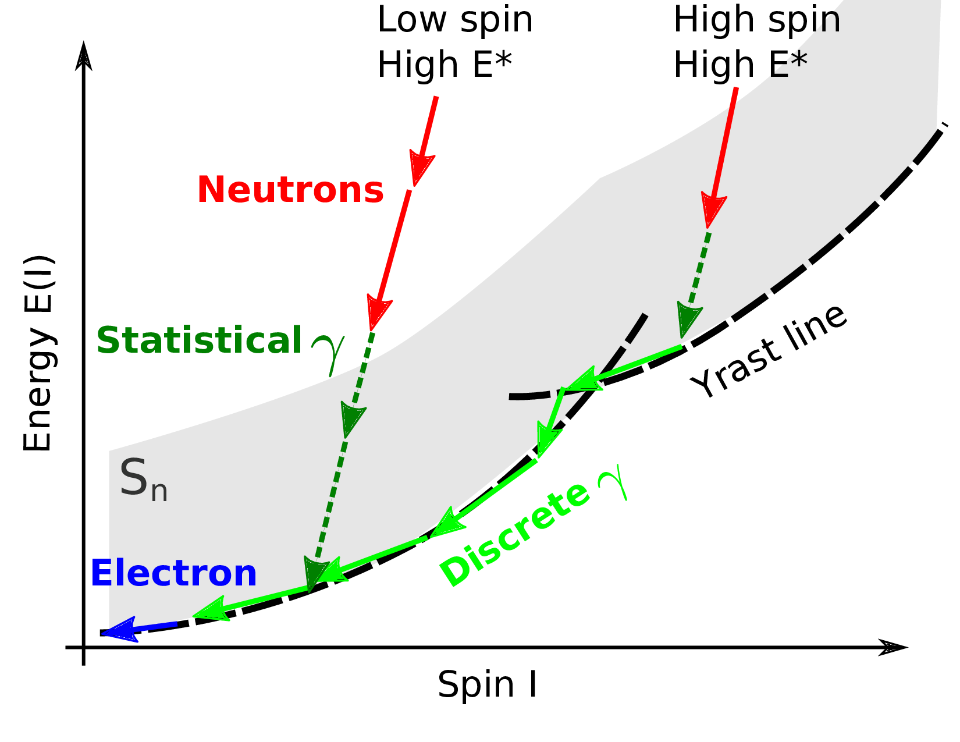 Low spin
High E*
High spin
High E*
Neutrons
Energy E(I)
Statistical γ
Yrast line
Sn
Discrete γ
Electron
Spin I